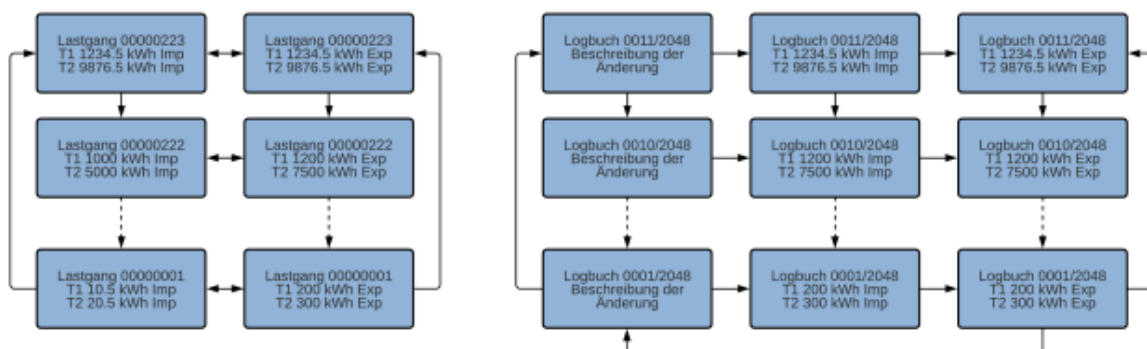 Lastgang 00000223
T1 1234.5 kWh Imp
T2 9876.5 kWh Imp
Lastgang 00000223
T1 1234.5 kWh Exp
T2 9876.5 kWh Exp
Logbuch 0011/2048
Beschreibung der
Änderung
Logbuch 0011/2048
T1 1234.5 kWh Imp
T2 9876.5 kWh Imp
Logbuch 0011/2048
T1 1234.5 kWh Exp
T2 9876.5 kWh Exp
Lastgang 00000222
T1 1000 kWh Imp
T2 5000 kWh Imp
Lastgang 00000222
T1 1200 kWh Exp
T2 7500 kWh Exp
Logbuch 0010/2048
Beschreibung der
Änderung
Logbuch 0010/2048
T1 1200 kWh Imp
T2 7500 kWh Imp
Logbuch 0010/2048
T1 1200 kWh Exp
T2 7500 kWh Exp
Lastgang 00000001
T1 10.5 kWh Imp
T2 20.5 kWh Imp
Lastgang 00000001
T1 200 kWh Exp
T2 300 kWh Exp
Logbuch 0001/2048
Beschreibung der
Änderung
Logbuch 0001/2048
T1 200 kWh Imp
T2 300 kWh Imp
Logbuch 0001/2048
T1 200 kWh Exp
T2 300 kWh Exp